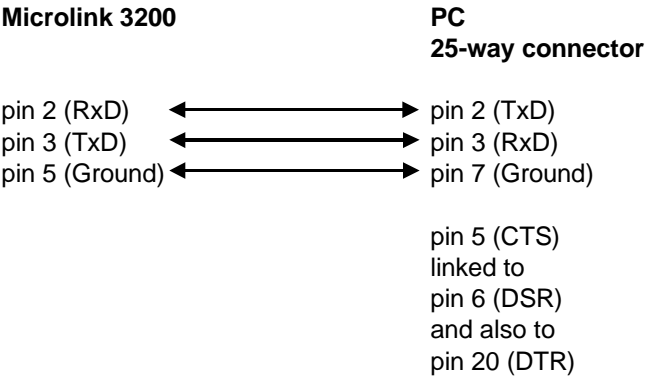 Microlink 3200 PC
25-way connector
pin 2 (RxD) pin 2 (TxD)
pin 3 (TxD) pin 3 (RxD)
pin 5 (Ground) pin 7 (Ground)
pin 5 (CTS)
linked to
pin 6 (DSR)
and also to
pin 20 (DTR)